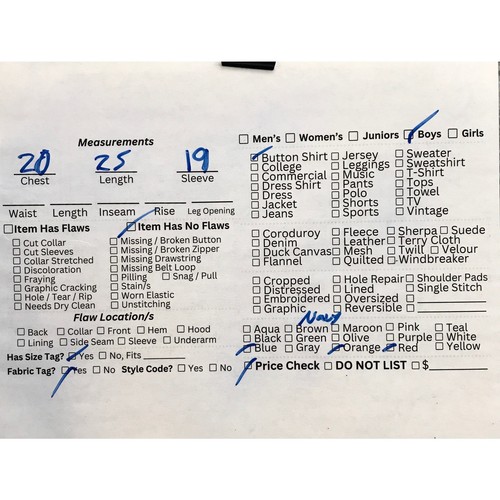 Measurements
20 25 19
Chest Length Sleeve
Waist Length Inseam Rise Leg Opening
☐ Item Has Flaws ☑ Item Has No Flaws
☐ Cut Collar ☐ Missing / Broken Button
☐ Cut Sleeves ☐ Missing / Broken Zipper
☐ Collar Stretched ☐ Missing Drawstring
☐ Discoloration ☐ Missing Belt Loop
☐ Fraying ☐ Pilling ☐ Snag / Pull
☐ Graphic Cracking ☐ Stain/s
☐ Hole / Tear / Rip ☐ Worn Elastic
☐ Needs Dry Clean ☐ Unstitching
Flaw Location/s
☐ Back ☐ Collar ☐ Front ☐ Hem ☐ Hood
☐ Lining ☐ Side Seam ☐ Sleeve ☐ Underarm
Has Size Tag? ☑ Yes ☐ No, Fits
Fabric Tag? ☑ Yes ☐ No Style Code? ☐ Yes ☐ No
☐ Men's ☐ Women's ☐ Juniors ☑ Boys ☐ Girls
☑ Button Shirt ☐ Jersey ☐ Sweater
☐ College ☐ Leggings ☐ Sweatshirt
☐ Commercial ☐ Music ☐ T-Shirt
☐ Dress Shirt ☐ Pants ☐ Tops
☐ Dress ☐ Polo ☐ Towel
☐ Jacket ☐ Shorts ☐ TV
☐ Jeans ☐ Sports ☐ Vintage
☐ Corduroy ☐ Fleece ☐ Sherpa ☐ Suede
☐ Denim ☐ Leather ☐ Terry Cloth
☐ Duck Canvas ☐ Mesh ☐ Twill ☐ Velour
☐ Flannel ☐ Quilted ☐ Windbreaker
☐ Cropped ☐ Hole Repair ☐ Shoulder Pads
☐ Distressed ☐ Lined ☐ Single Stitch
☐ Embroidered ☐ Oversized ☐
☐ Graphic ☐ Reversible ☐
Navy
☐ Aqua ☐ Brown ☐ Maroon ☐ Pink ☐ Teal
☐ Black ☐ Green ☐ Olive ☐ Purple ☐ White
☑ Blue ☐ Gray ☑ Orange ☑ Red ☐ Yellow
☑ Price Check ☐ DO NOT LIST ☐ $